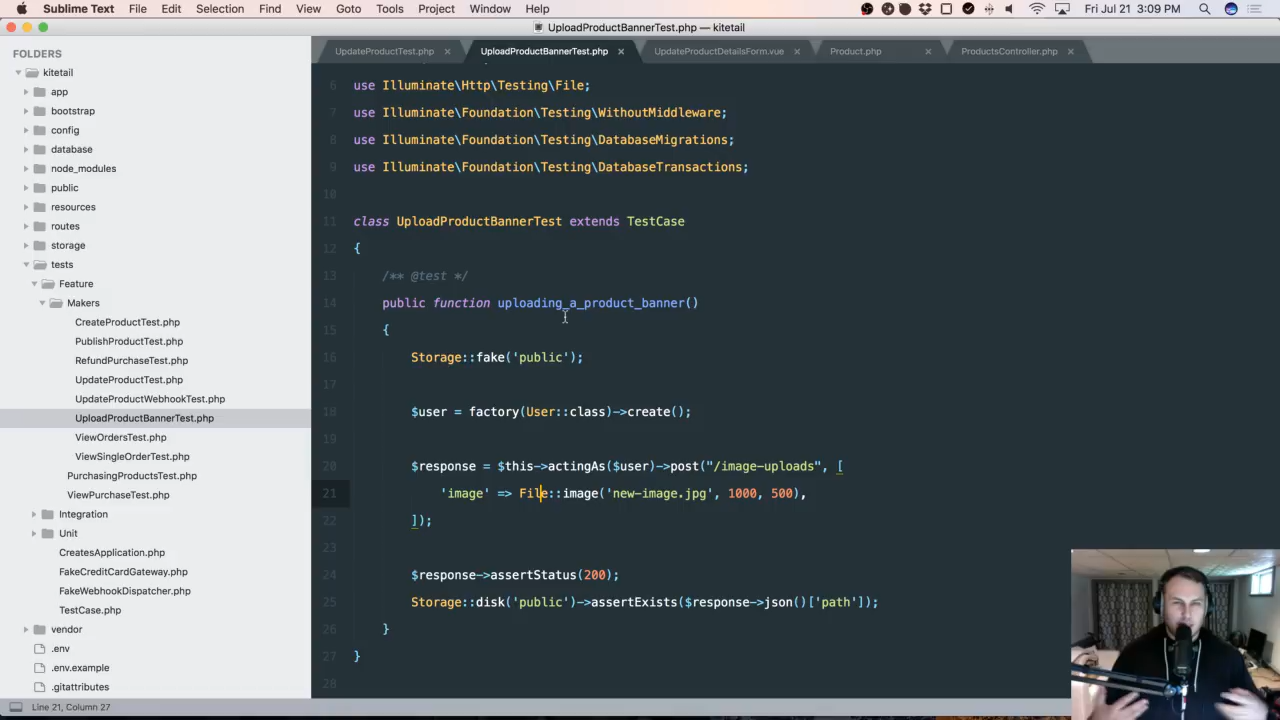 Sublime Text File Edit Selection Find View Goto Tools Project Window Help
Fri Jul 21 3:09 PM
UploadProductBannerTest.php — kitetail
FOLDERS
kitetail
app
bootstrap
config
database
node_modules
public
resources
routes
storage
tests
Feature
Makers
CreateProductTest.php
PublishProductTest.php
RefundPurchaseTest.php
UpdateProductTest.php
UpdateProductWebhookTest.php
UploadProductBannerTest.php
ViewOrdersTest.php
ViewSingleOrderTest.php
PurchasingProductsTest.php
ViewPurchaseTest.php
Integration
Unit
CreatesApplication.php
FakeCreditCardGateway.php
FakeWebhookDispatcher.php
TestCase.php
vendor
.env
.env.example
.gitattributes
UpdateProductTest.php × UploadProductBannerTest.php × UpdateProductDetailsForm.vue × Product.php × ProductsController.php ×
6 use Illuminate\Http\Testing\File;
7 use Illuminate\Foundation\Testing\WithoutMiddleware;
8 use Illuminate\Foundation\Testing\DatabaseMigrations;
9 use Illuminate\Foundation\Testing\DatabaseTransactions;
10
11 class UploadProductBannerTest extends TestCase
12 {
13 /** @test */
14 public function uploading_a_product_banner()
15 {
16 Storage::fake('public');
17
18 $user = factory(User::class)->create();
19
20 $response = $this->actingAs($user)->post("/image-uploads", [
21 'image' => File::image('new-image.jpg', 1000, 500),
22 ]);
23
24 $response->assertStatus(200);
25 Storage::disk('public')->assertExists($response->json()['path']);
26 }
27 }
28
Line 21, Column 27